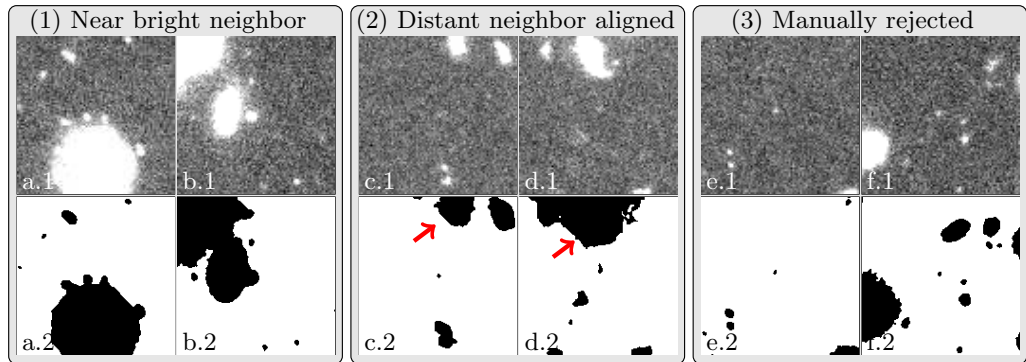 (1) Near bright neighbor
(2) Distant neighbor aligned
(3) Manually rejected
a.1
b.1
c.1
d.1
e.1
f.1
a.2
b.2
c.2
d.2
e.2
f.2